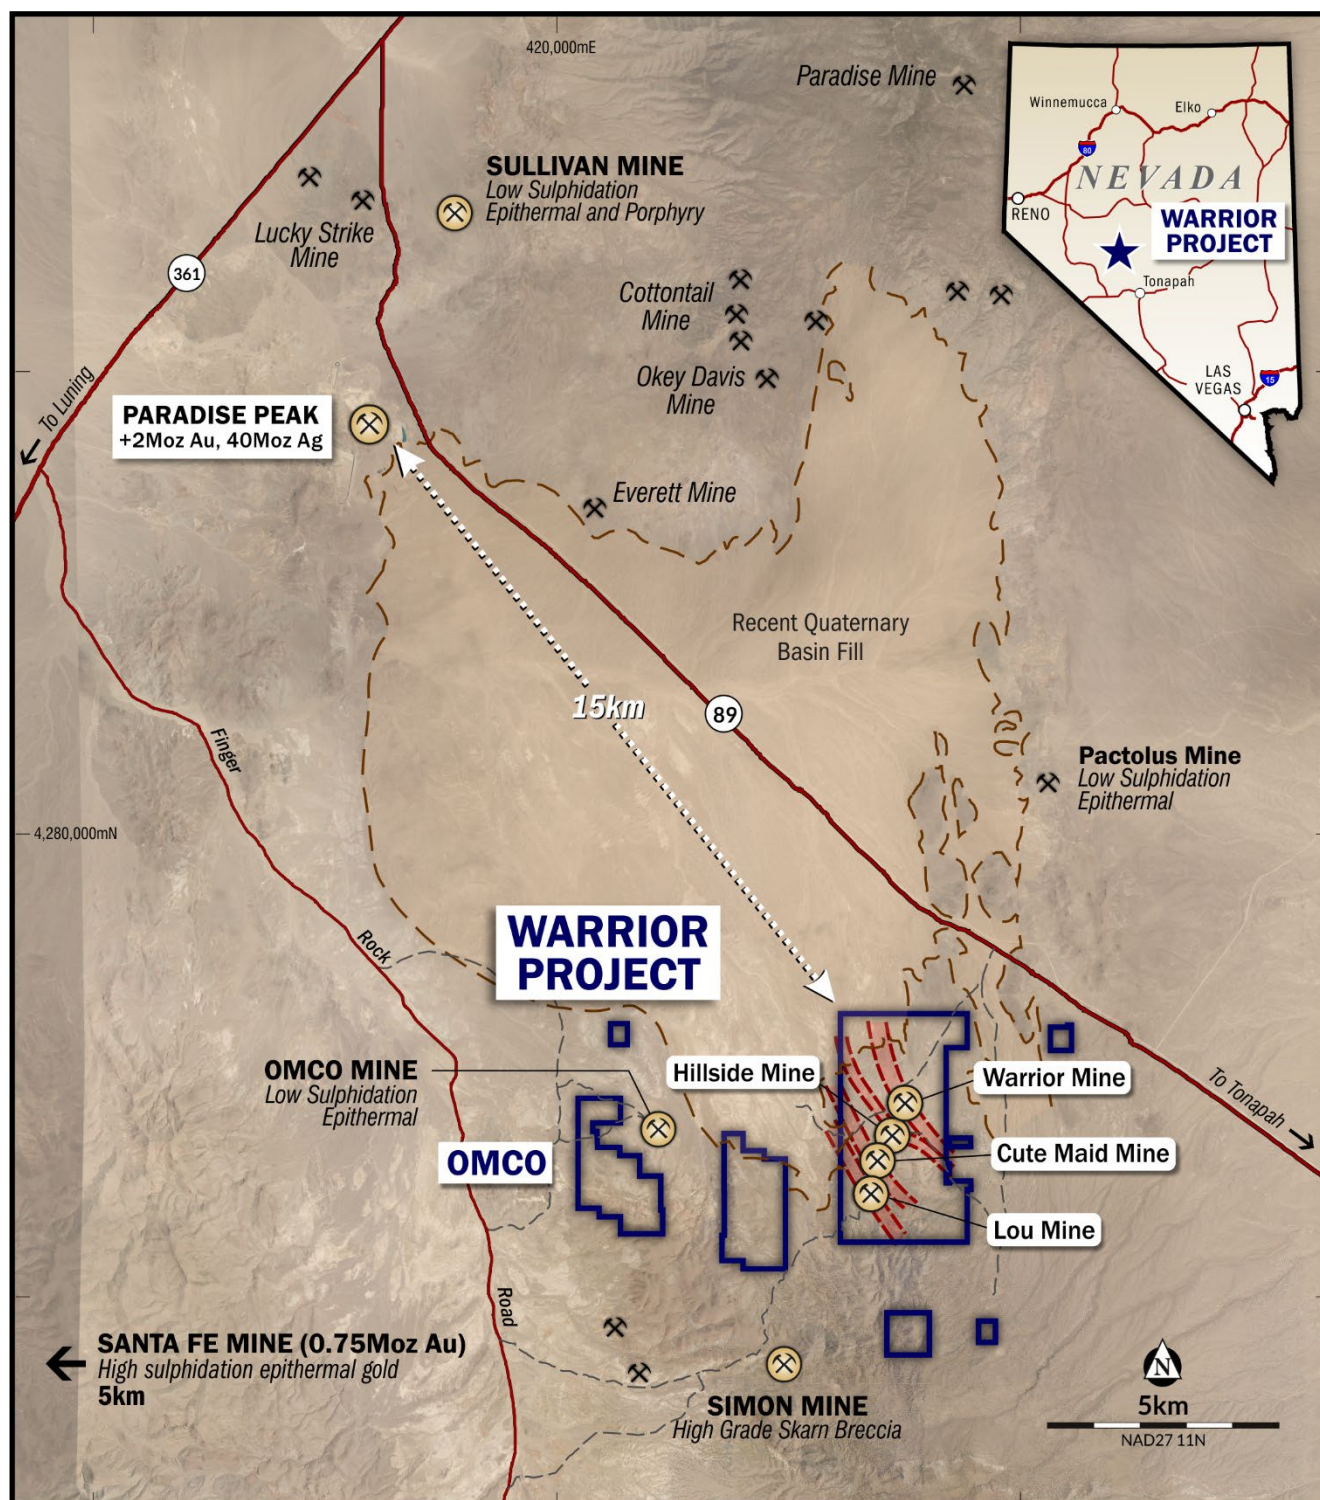 420,000mE
Paradise Mine
Winnemucca
Elko
80
NEVADA
RENO
WARRIOR
PROJECT
Tonapah
LAS
VEGAS
15
SULLIVAN MINE
Low Sulphidation
Epithermal and Porphyry
Lucky Strike
Mine
361
Cottontail
Mine
Okey Davis
Mine
To Luning
PARADISE PEAK
+2Moz Au, 40Moz Ag
Everett Mine
Recent Quaternary
Basin Fill
15km
89
Finger
Pactolus Mine
Low Sulphidation
Epithermal
4,280,000mN
WARRIOR
PROJECT
Rock
OMCO MINE
Low Sulphidation
Epithermal
Hillside Mine
Warrior Mine
To Tonapah
OMCO
Cute Maid Mine
Lou Mine
Road
SANTA FE MINE (0.75Moz Au)
High sulphidation epithermal gold
5km
SIMON MINE
High Grade Skarn Breccia
N
5km
NAD27 11N